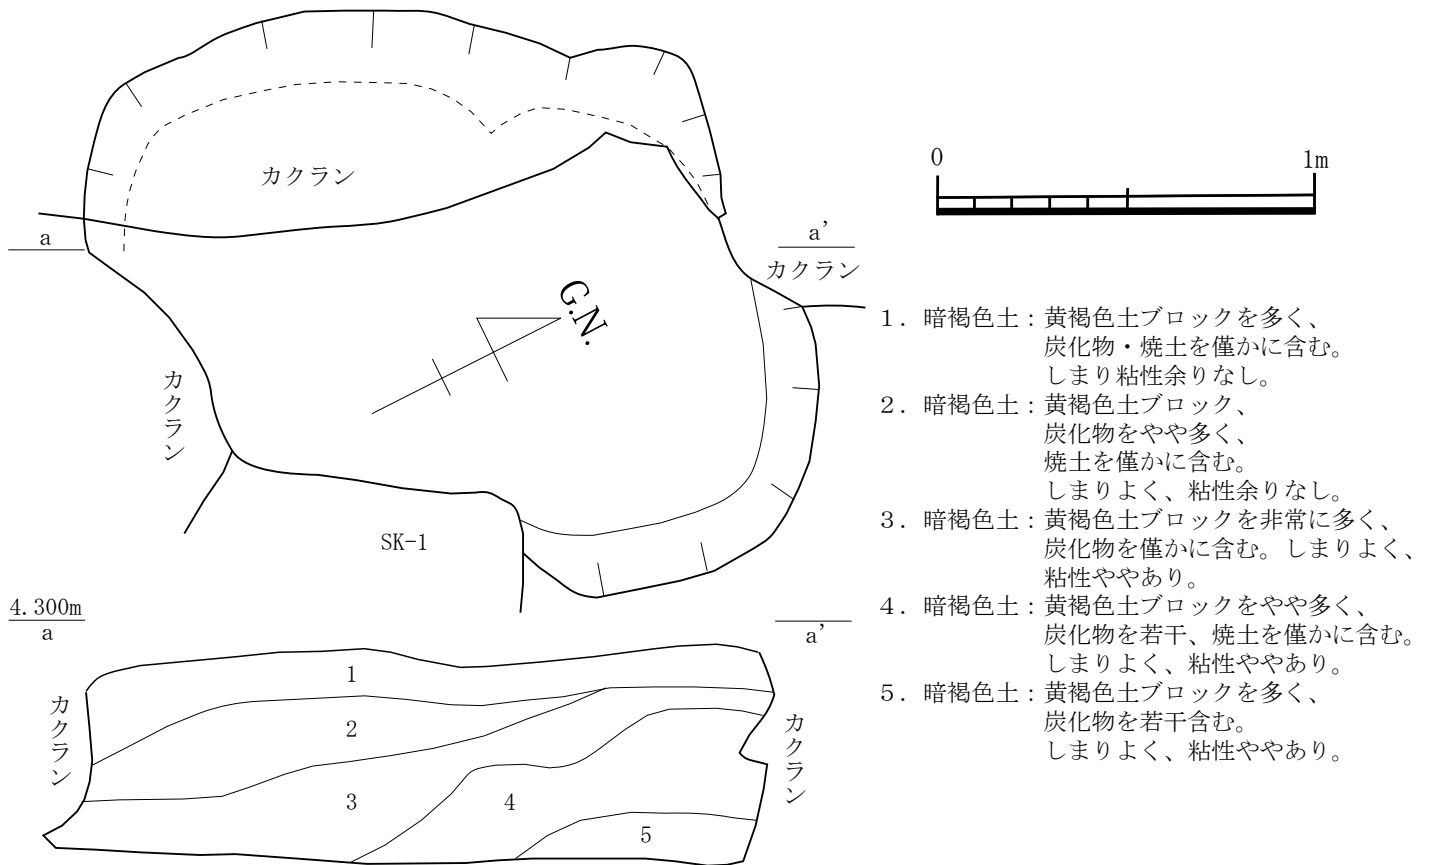 カクラン
0
1m
a
a'
カクラン
G.N.
カクラン
SK-1
1. 暗褐色土：黄褐色土ブロックを多く、
炭化物・焼土を僅かに含む。
しまり粘性余りなし。
2. 暗褐色土：黄褐色土ブロック、
炭化物をやや多く、
焼土を僅かに含む。
しまりよく、粘性余りなし。
3. 暗褐色土：黄褐色土ブロックを非常に多く、
炭化物を僅かに含む。しまりよく、
粘性ややあり。
4. 暗褐色土：黄褐色土ブロックをやや多く、
炭化物を若干、焼土を僅かに含む。
しまりよく、粘性ややあり。
5. 暗褐色土：黄褐色土ブロックを多く、
炭化物を若干含む。
しまりよく、粘性ややあり。
4.300m
a
a'
カクラン
1
2
3
4
5
カクラン